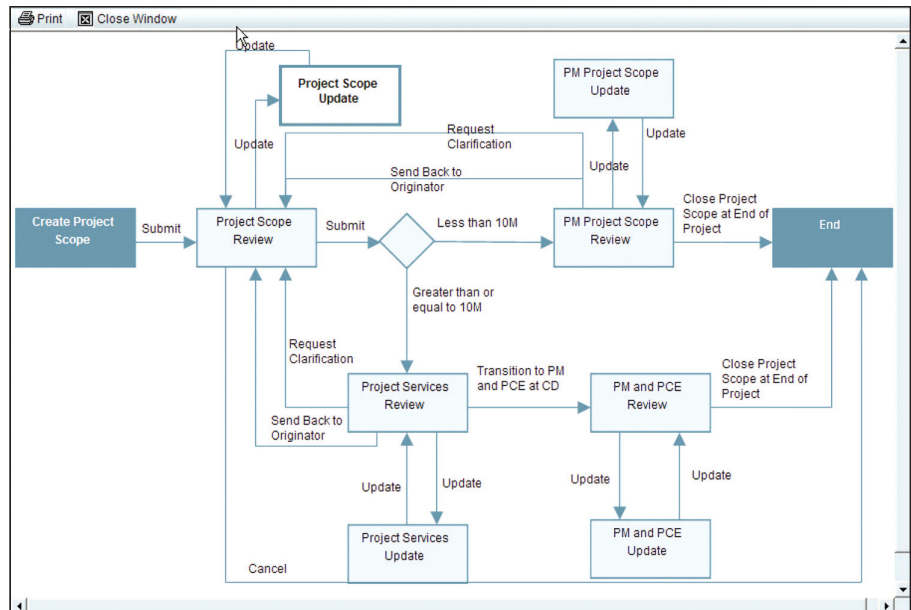 Print
Close Window
Update
Project Scope
Update
PM Project Scope
Update
Update
Request
Clarification
Update
Update
Send Back to
Originator
Create Project
Scope
Submit
Project Scope
Review
Submit
Less than 10M
PM Project Scope
Review
Close Project
Scope at End of
Project
End
Greater than or
equal to 10M
Request
Clarification
Project Services
Review
Transition to PM
and PCE at CD
PM and PCE
Review
Close Project
Scope at End of
Project
Send Back to
Originator
Update
Update
Update
Update
Project Services
Update
PM and PCE
Update
Cancel